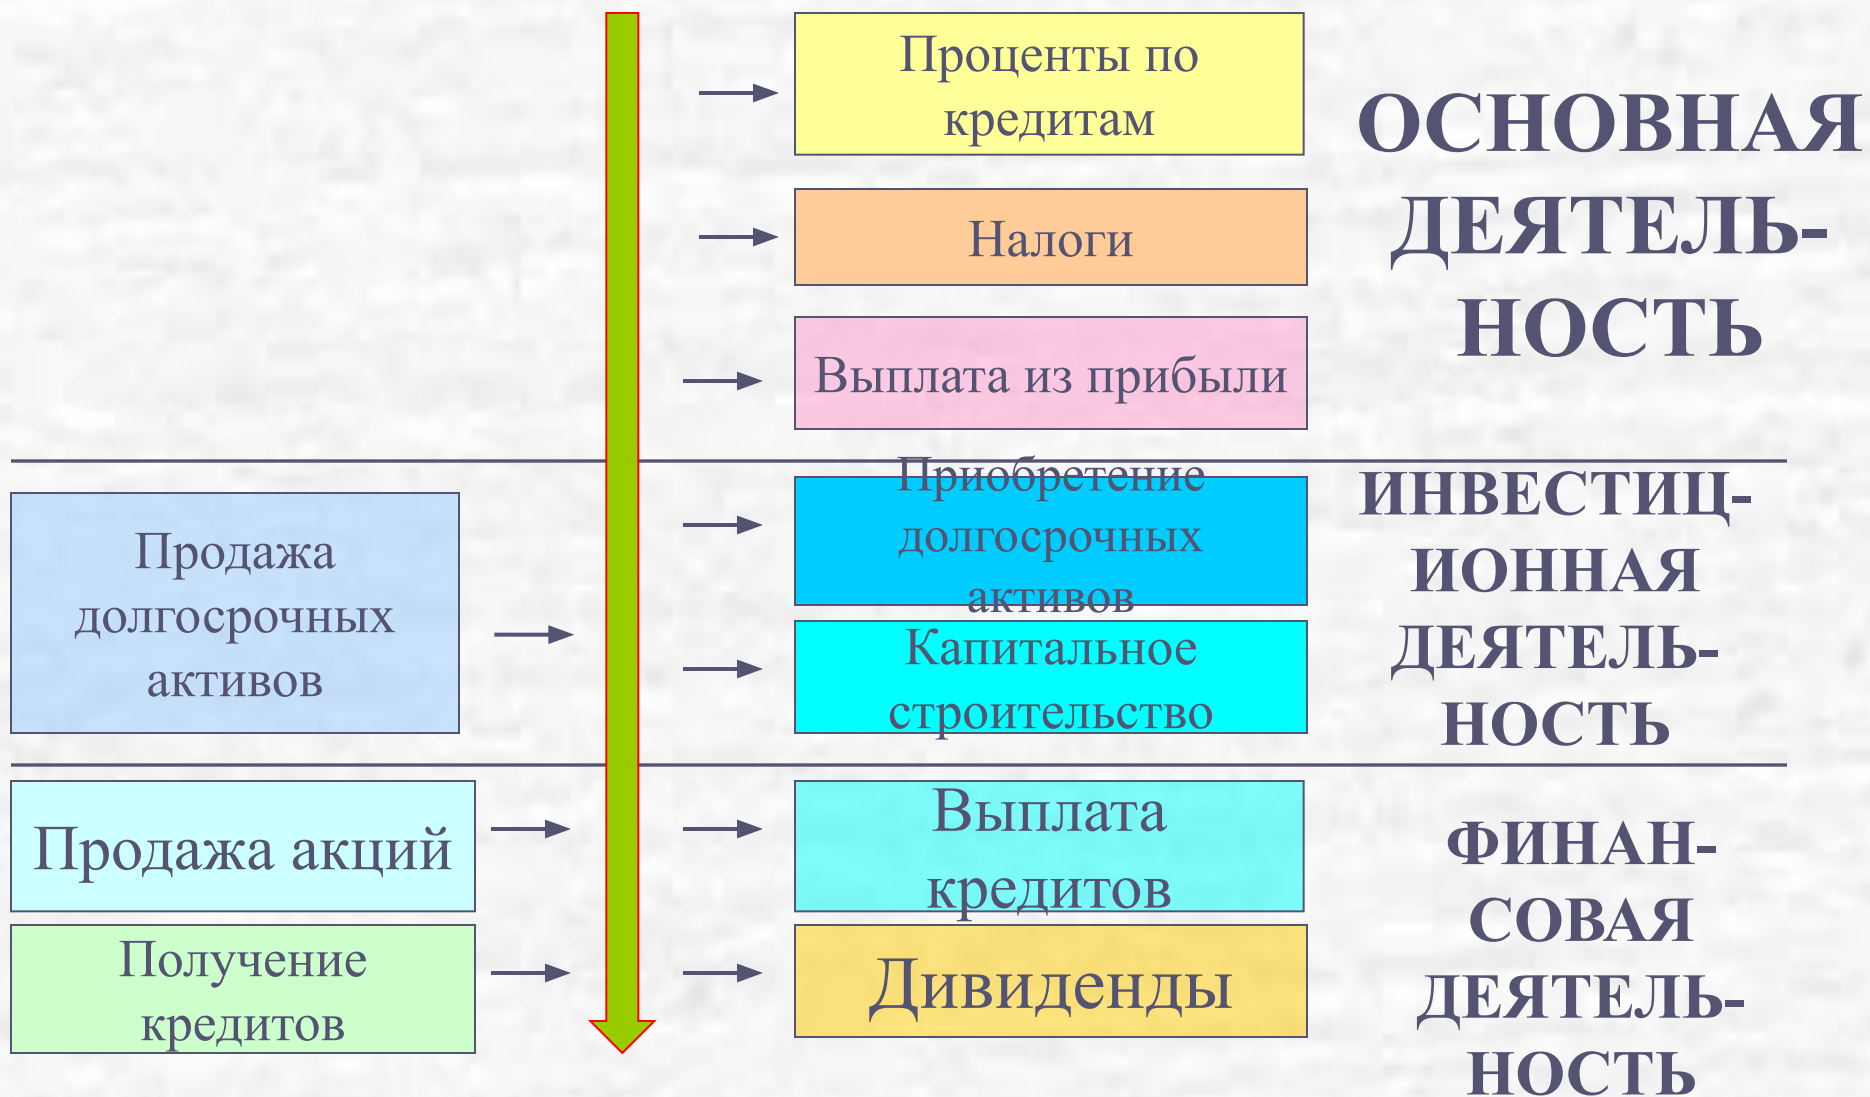 Проценты по
кредитам
Налоги
Выплата из прибыли
ОСНОВНАЯ
ДЕЯТЕЛЬ-
НОСТЬ
Продажа
долгосрочных
активов
Приобретение
долгосрочных
активов
Капитальное
строительство
ИНВЕСТИЦ-
ИОННАЯ
ДЕЯТЕЛЬ-
НОСТЬ
Продажа акций
Получение
кредитов
Выплата
кредитов
Дивиденды
ФИНАН-
СОВАЯ
ДЕЯТЕЛЬ-
НОСТЬ